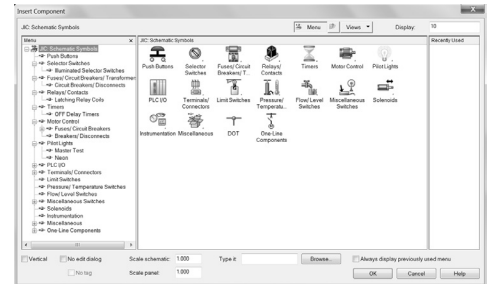 Insert Component
JIC: Schematic Symbols
Menu
Views
Display:
10
Menu
JIC: Schematic Symbols
Recently Used
JIC: Schematic Symbols
Push Buttons
Selector Switches
Illuminated Selector Switches
Fuses/ Circuit Breakers/ Transformer
Circuit Breakers/ Disconnects
Relays/ Contacts
Latching Relay Coils
Timers
OFF Delay Timers
Motor Control
Fuses/ Circuit Breakers
Breakers/ Disconnects
Pilot Lights
Master Test
Neon
PLC I/O
Terminals/ Connectors
Limit Switches
Pressure/ Temperature Switches
Flow/ Level Switches
Miscellaneous Switches
Solenoids
Instrumentation
Miscellaneous
One-Line Components
Push Buttons
Selector
Switches
Fuses/ Circuit
Breakers/ T...
Relays/
Contacts
Timers
Motor Control
Pilot Lights
PLC I/O
Terminals/
Connectors
Limit Switches
Pressure/
Temperatu...
Flow/ Level
Switches
Miscellaneous
Switches
Solenoids
Instrumentation
Miscellaneous
DOT
One-Line
Components
Vertical
No edit dialog
No tag
Scale schematic:
1.000
Scale panel:
1.000
Type it:
Browse...
Always display previously used menu
OK
Cancel
Help